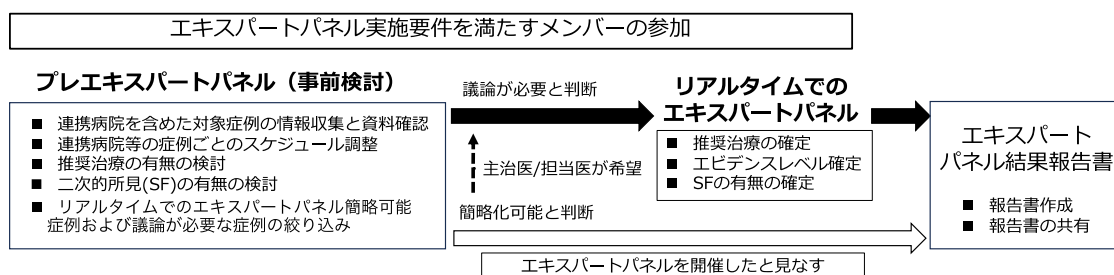 エキスパートパネル実施要件を満たすメンバーの参加
プレエキスパートパネル（事前検討）
■ 連携病院を含めた対象症例の情報収集と資料確認
■ 連携病院等の症例ごとのスケジュール調整
■ 推奨治療の有無の検討
■ 二次的所見(SF)の有無の検討
■ リアルタイムでのエキスパートパネル簡略可能
症例および議論が必要な症例の絞り込み
議論が必要と判断
主治医/担当医が希望
簡略化可能と判断
リアルタイムでの
エキスパートパネル
■ 推奨治療の確定
■ エビデンスレベル確定
■ SFの有無の確定
エキスパートパネルを開催したと見なす
エキスパート
パネル結果報告書
■ 報告書作成
■ 報告書の共有